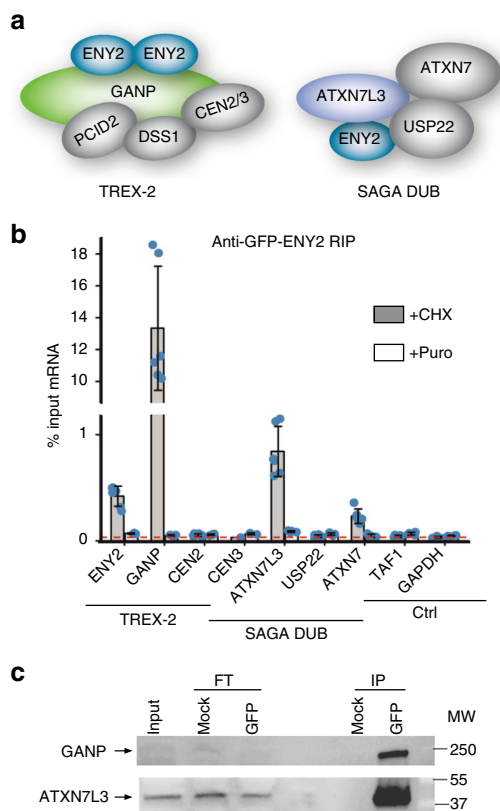 a
ENY2 ENY2
GANP
PCID2
DSS1
CEN2/3
TREX-2
ATXN7
ATXN7L3
USP22
ENY2
SAGA DUB
b
Anti-GFP-ENY2 RIP
% input mRNA
18
16
14
12
10
1
0
+CHX
+Puro
ENY2
GANP
CEN2
CEN3
ATXN7L3
USP22
ATXN7
TAF1
GAPDH
TREX-2
SAGA DUB
Ctrl
c
FT IP
Input Mock GFP Mock GFP MW
GANP 250
ATXN7L3 55
37